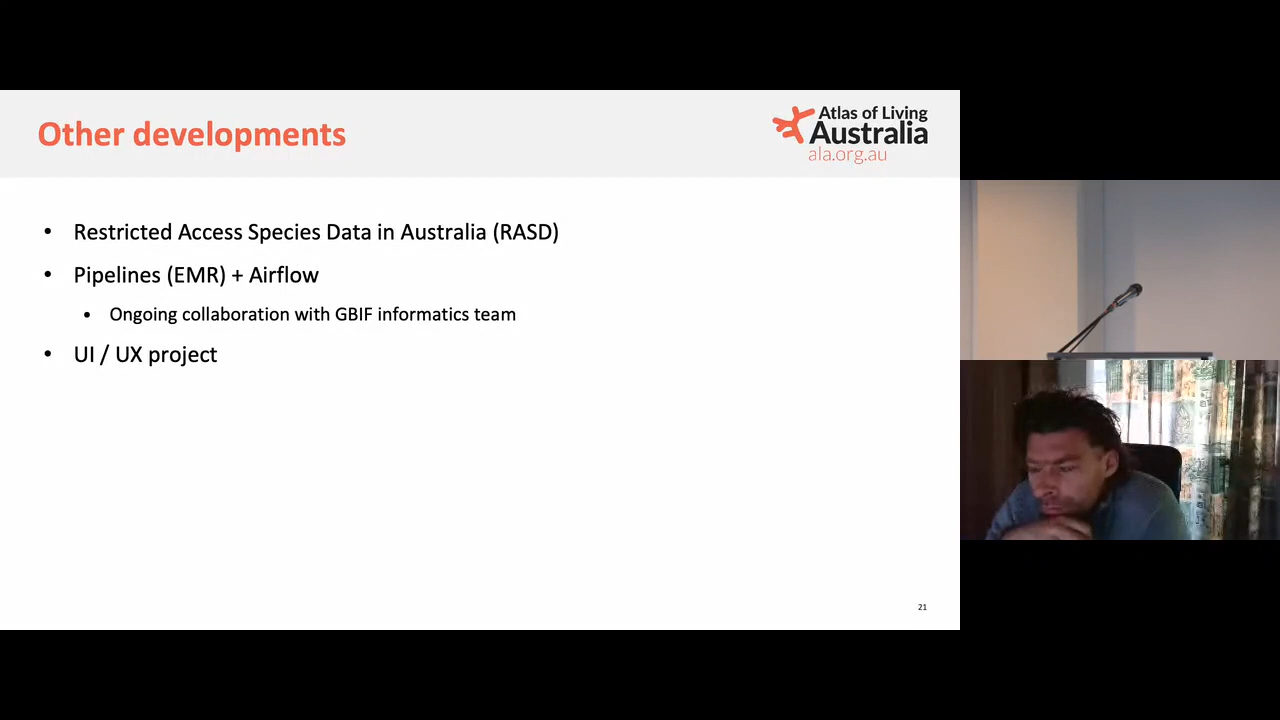 Other developments
Atlas of Living
Australia
ala.org.au
• Restricted Access Species Data in Australia (RASD)
• Pipelines (EMR) + Airflow
• Ongoing collaboration with GBIF informatics team
• UI / UX project
21